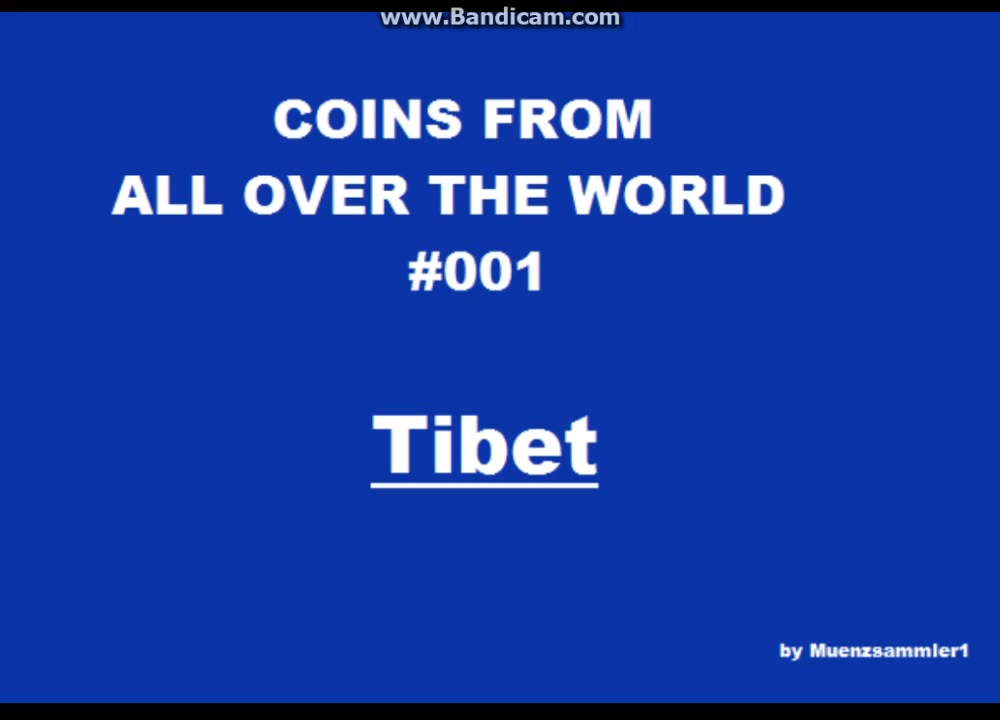 www.Bandicam.com
COINS FROM
ALL OVER THE WORLD
#001
Tibet
by Muenzsammler1